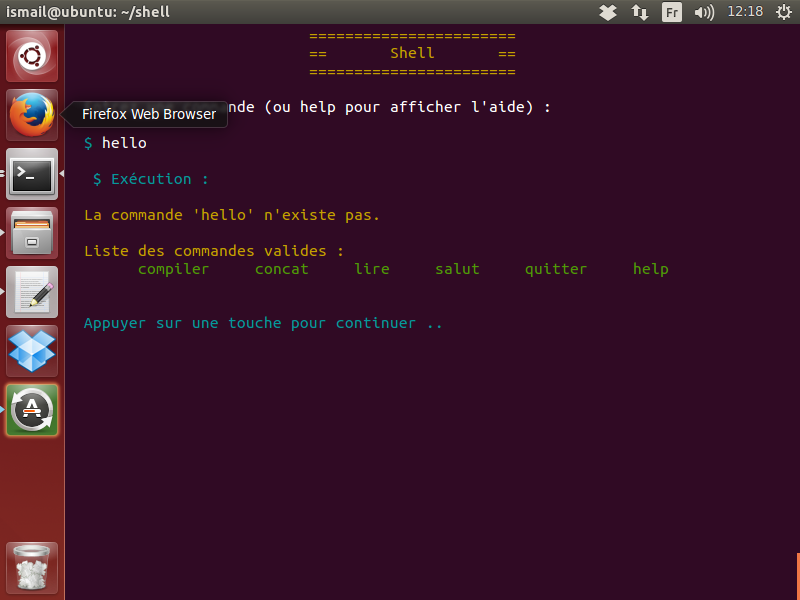 ismail@ubuntu: ~/shell
Fr
12:18
=======================
== Shell ==
=======================
nde (ou help pour afficher l'aide) :
Firefox Web Browser
$ hello
$ Exécution :
La commande 'hello' n'existe pas.
Liste des commandes valides :
compiler concat lire salut quitter help
Appuyer sur une touche pour continuer ..